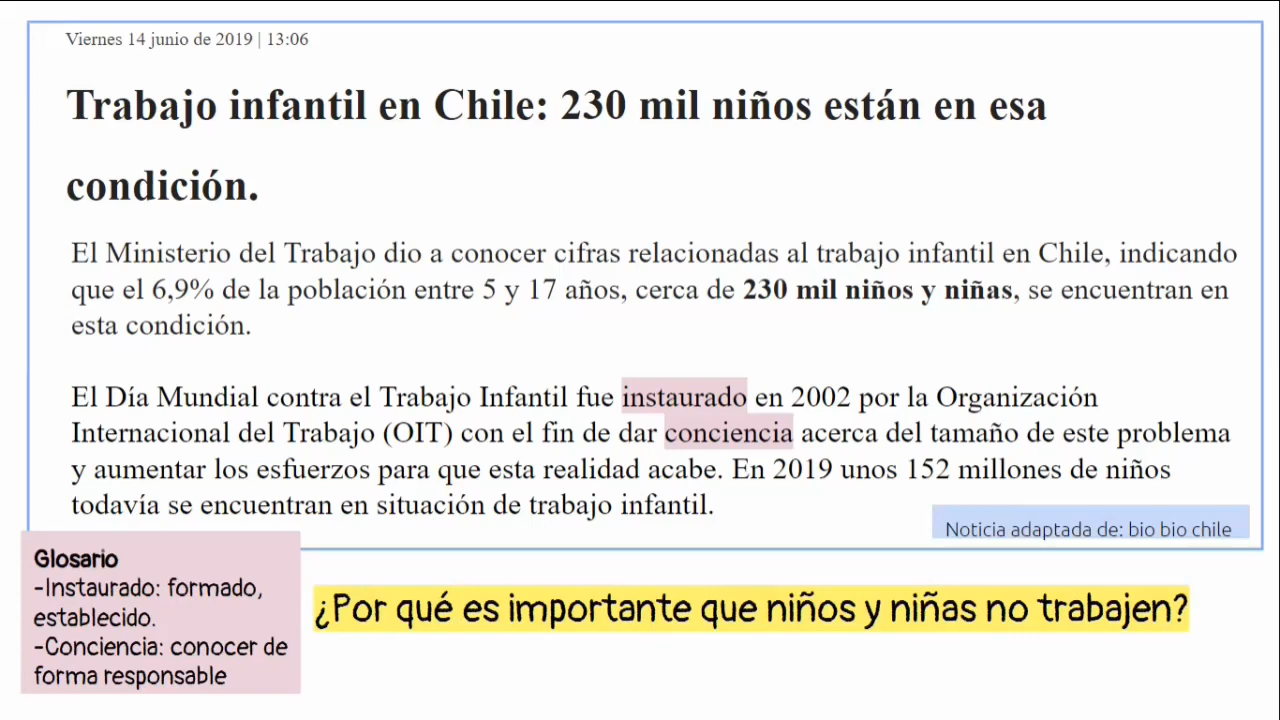 Viernes 14 junio de 2019 | 13:06
Trabajo infantil en Chile: 230 mil niños están en esa
condición.
El Ministerio del Trabajo dio a conocer cifras relacionadas al trabajo infantil en Chile, indicando
que el 6,9% de la población entre 5 y 17 años, cerca de 230 mil niños y niñas, se encuentran en
esta condición.
El Día Mundial contra el Trabajo Infantil fue instaurado en 2002 por la Organización
Internacional del Trabajo (OIT) con el fin de dar conciencia acerca del tamaño de este problema
y aumentar los esfuerzos para que esta realidad acabe. En 2019 unos 152 millones de niños
todavía se encuentran en situación de trabajo infantil.
Noticia adaptada de: bio bio chile
Glosario
-Instaurado: formado,
establecido.
-Conciencia: conocer de
forma responsable
¿Por qué es importante que niños y niñas no trabajen?